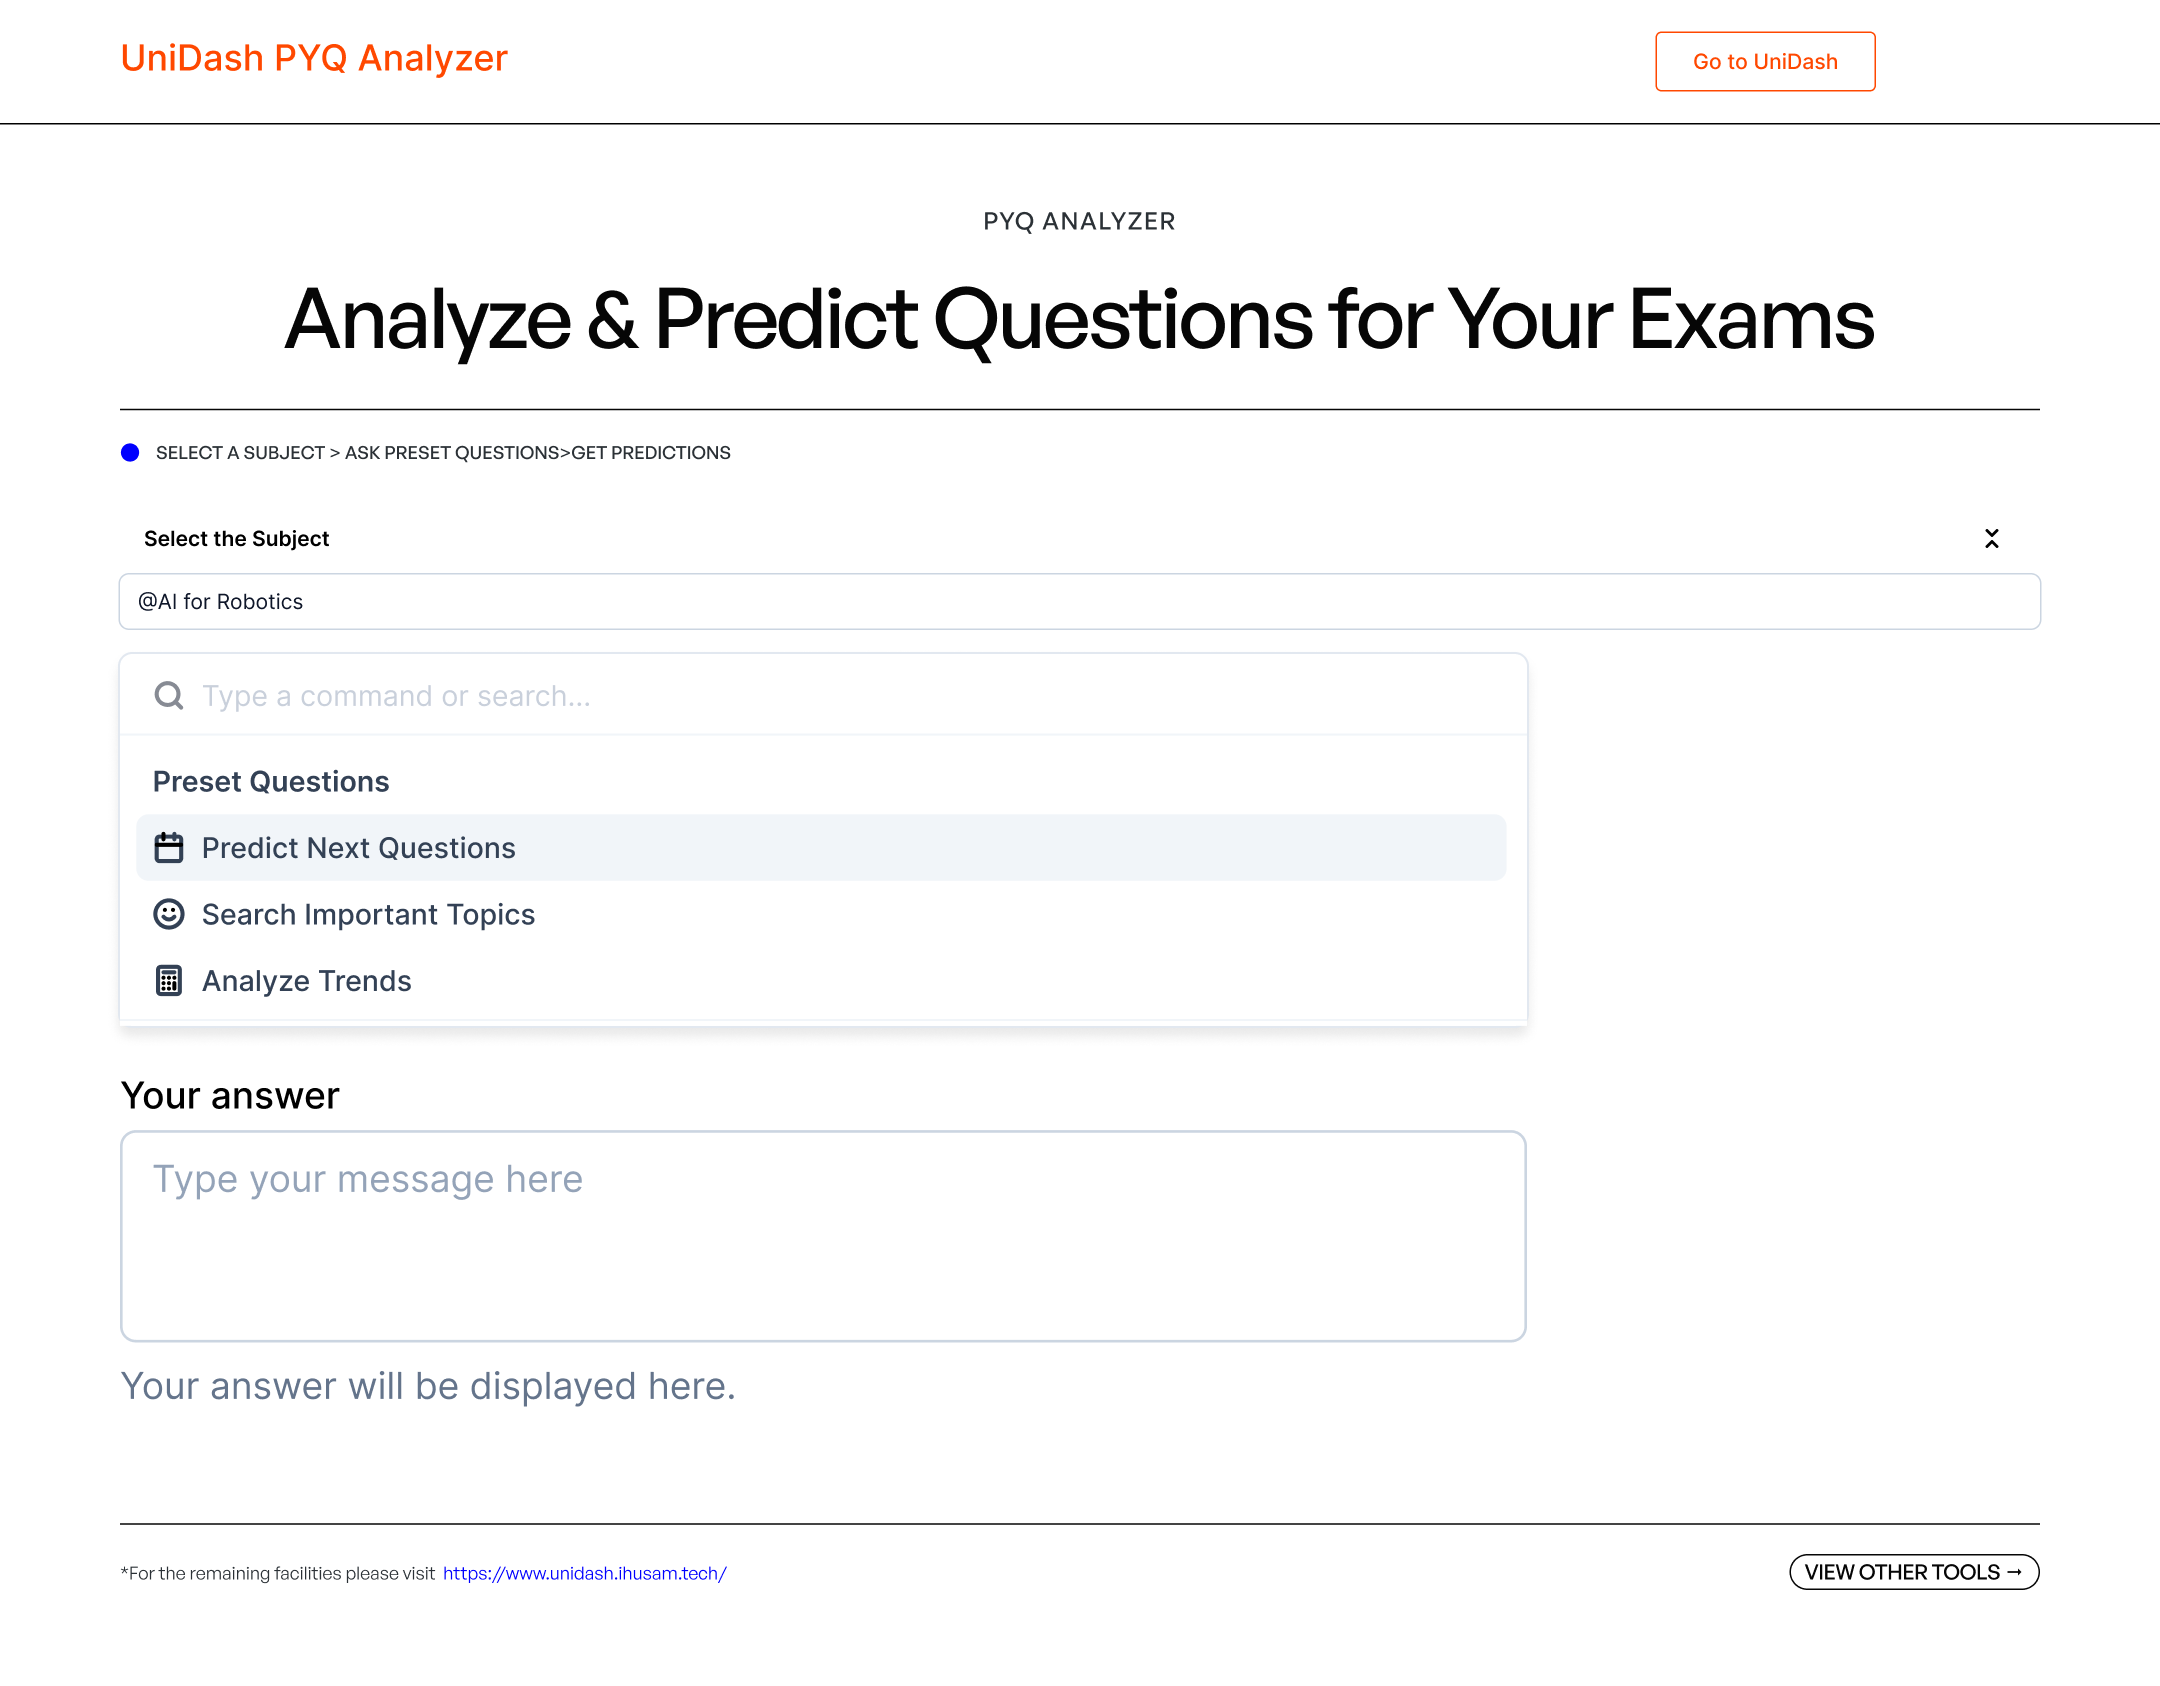 UniDash PYQ Analyzer
Go to UniDash
PYQ ANALYZER
Analyze & Predict Questions for Your Exams
SELECT A SUBJECT > ASK PRESET QUESTIONS>GET PREDICTIONS
Select the Subject
@AI for Robotics
Type a command or search...
Preset Questions
Predict Next Questions
Search Important Topics
Analyze Trends
Your answer
Type your message here
Your answer will be displayed here.
*For the remaining facilities please visit https://www.unidash.ihusam.tech/
VIEW OTHER TOOLS →